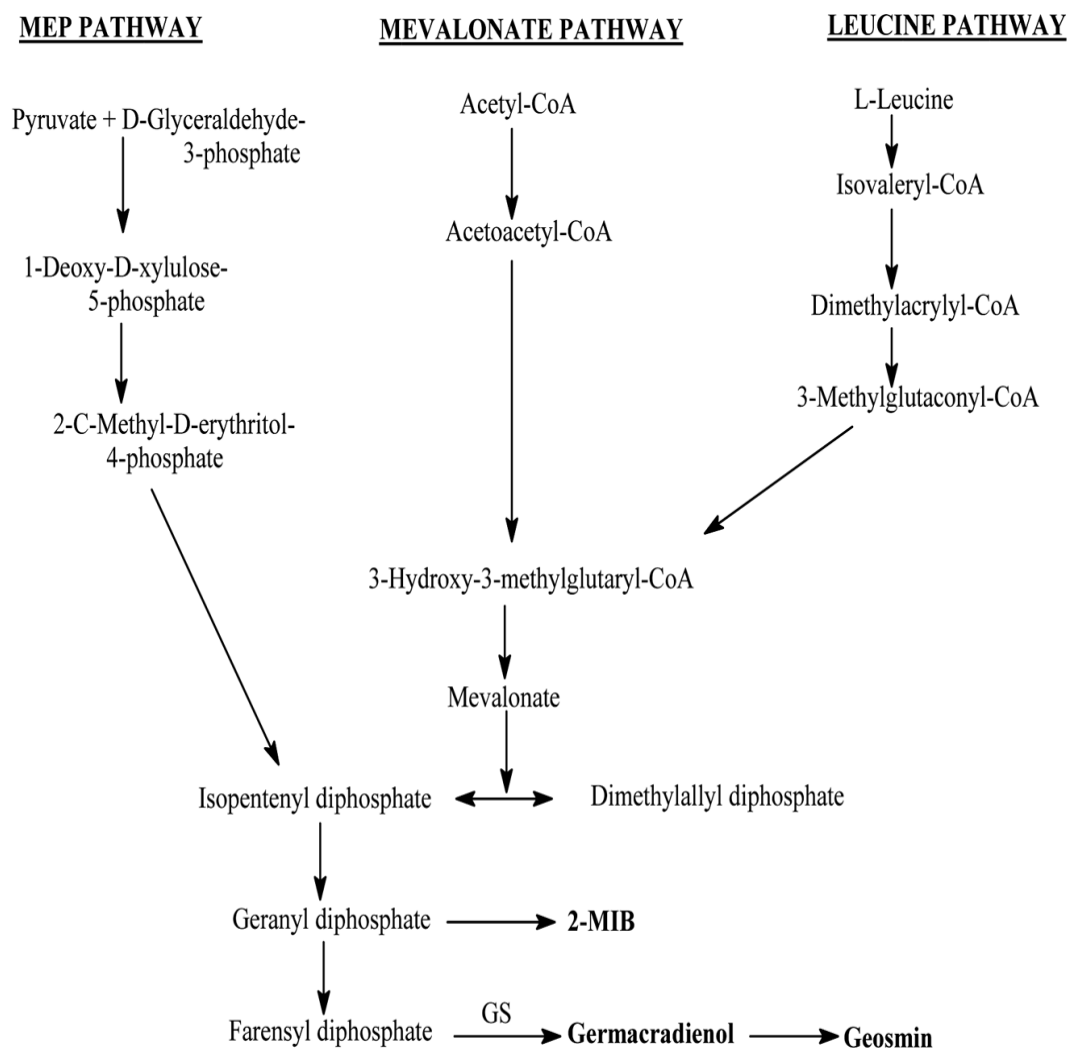 MEP PATHWAY
MEVALONATE PATHWAY
LEUCINE PATHWAY
Pyruvate + D-Glyceraldehyde-
3-phosphate
1-Deoxy-D-xylulose-
5-phosphate
2-C-Methyl-D-erythritol-
4-phosphate
Acetyl-CoA
Acetoacetyl-CoA
L-Leucine
Isovaleryl-CoA
Dimethylacrylyl-CoA
3-Methylglutaconyl-CoA
3-Hydroxy-3-methylglutaryl-CoA
Mevalonate
Isopentenyl diphosphate
Dimethylallyl diphosphate
Geranyl diphosphate
2-MIB
Farensyl diphosphate
GS
Germacradienol
Geosmin